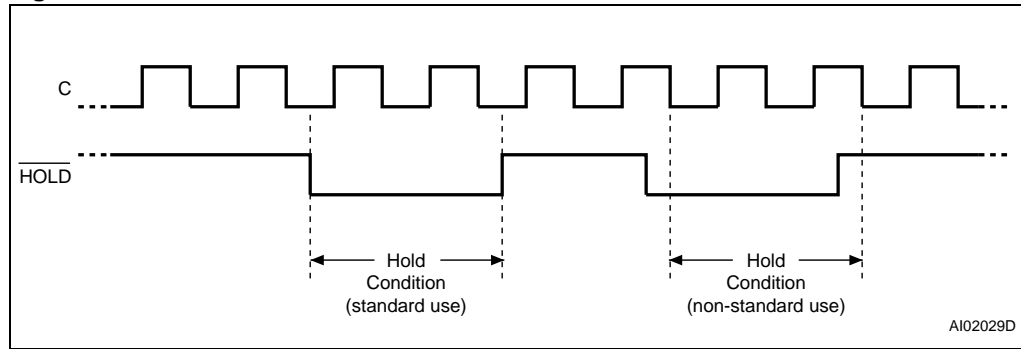 C
HOLD
Hold
Condition
(standard use)
Hold
Condition
(non-standard use)
AI02029D